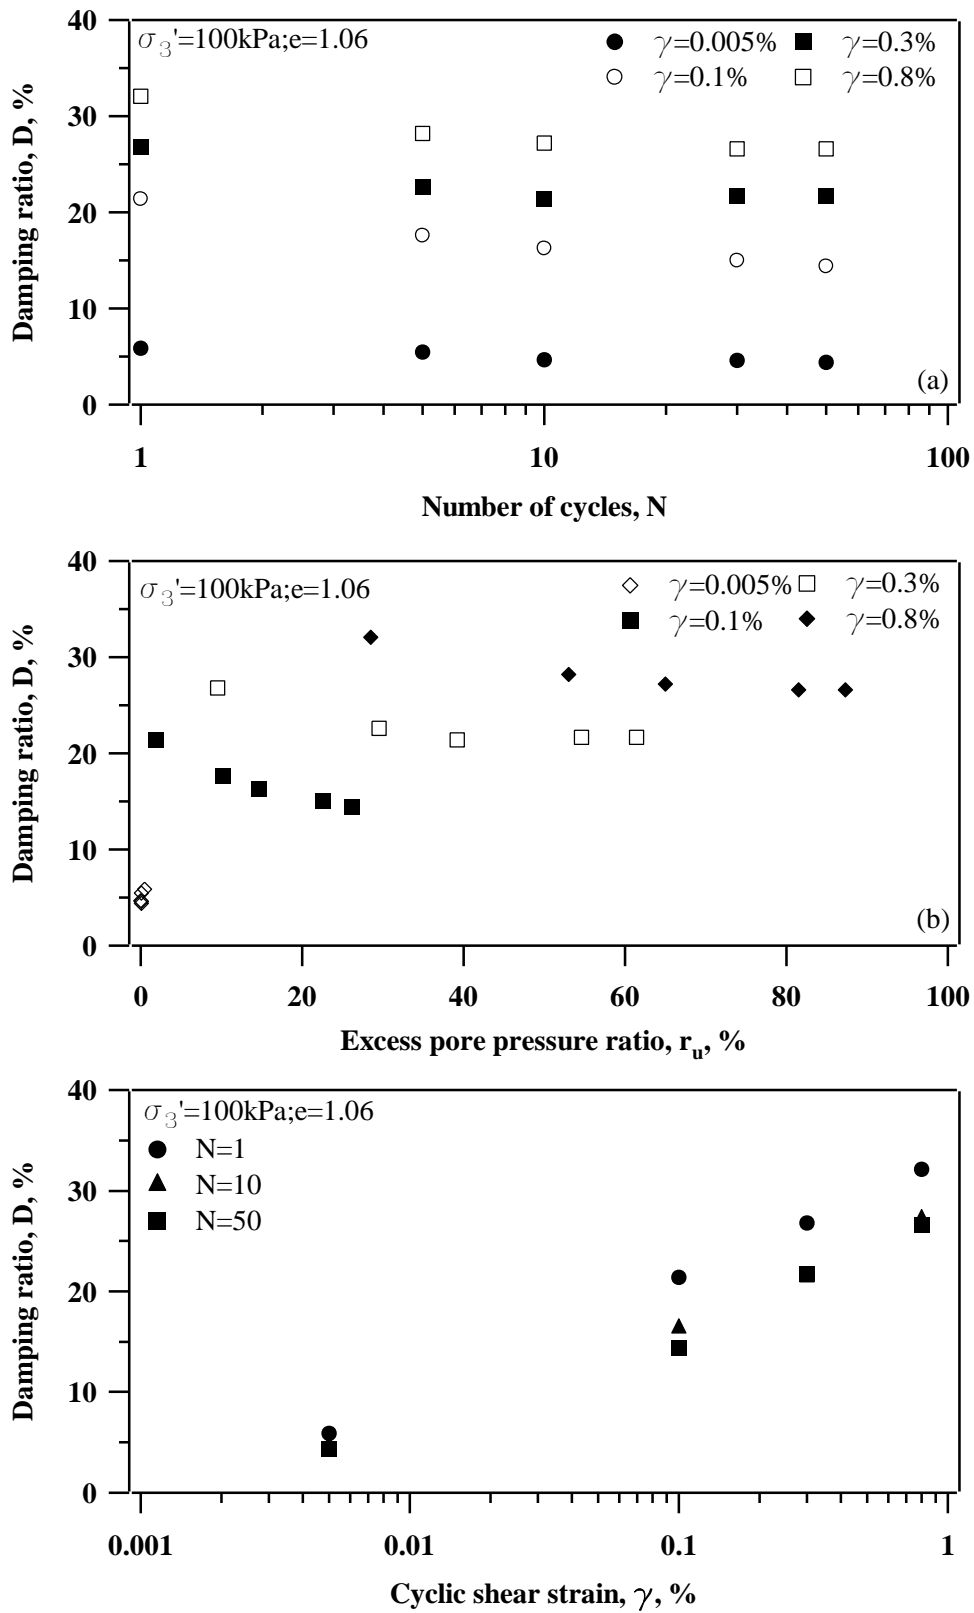 40
σ3'=100kPa;e=1.06
γ=0.005%
γ=0.3%
γ=0.1%
γ=0.8%
30
20
10
0
Damping ratio, D, %
(a)
1
10
100
Number of cycles, N
40
σ3'=100kPa;e=1.06
γ=0.005%
γ=0.3%
γ=0.1%
γ=0.8%
30
20
10
0
Damping ratio, D, %
(b)
0
20
40
60
80
100
Excess pore pressure ratio, ru, %
40
σ3'=100kPa;e=1.06
N=1
N=10
N=50
30
20
10
0
Damping ratio, D, %
0.001
0.01
0.1
1
Cyclic shear strain, γ, %